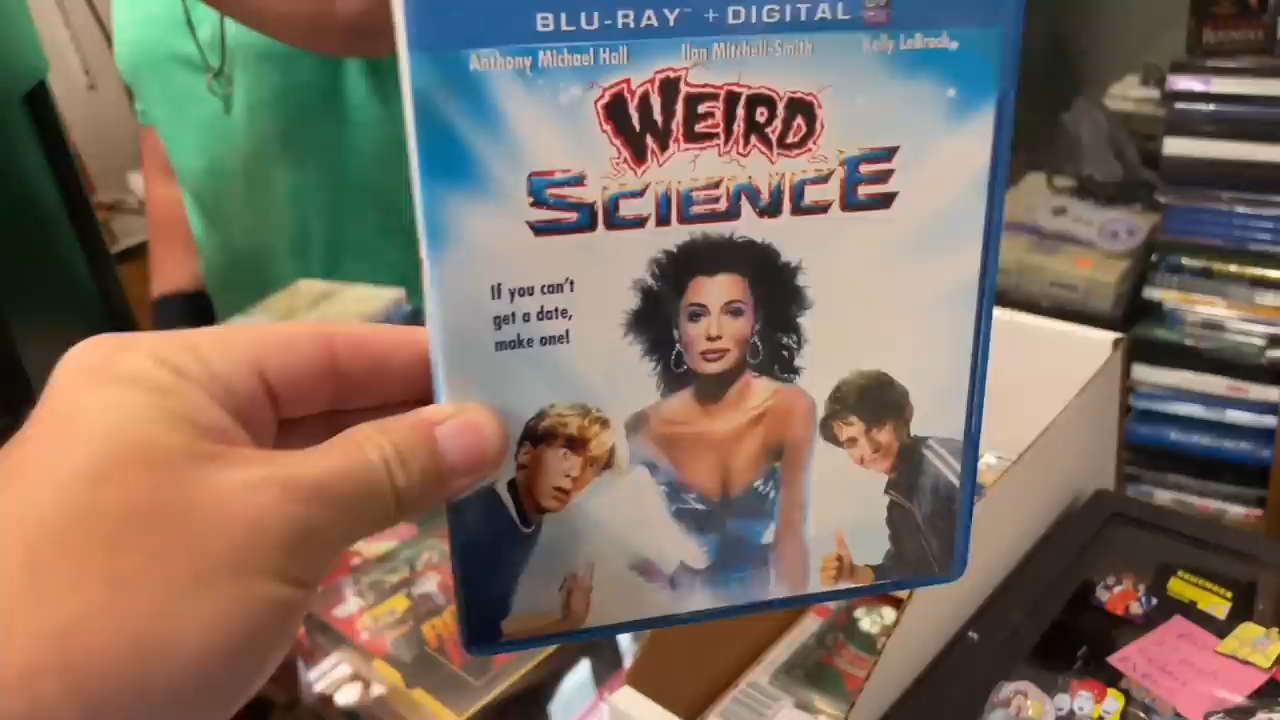 BLU-RAY™ + DIGITAL
Anthony Michael Hall Ilan Mitchell-Smith Kelly LeBrock
WEIRD
SCIENCE
If you can't
get a date,
make one!